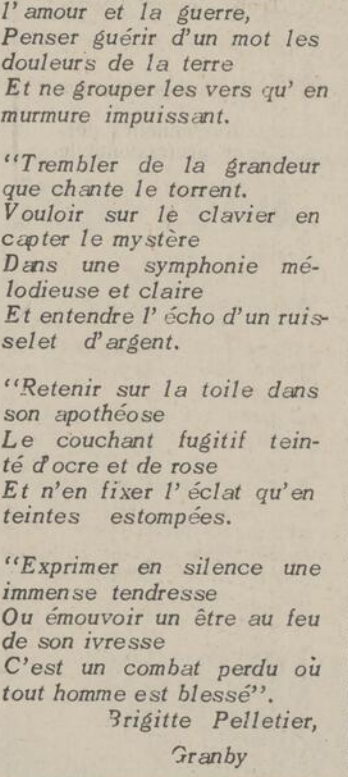 l'amour et la guerre,
Penser guérir d'un mot les
douleurs de la terre
Et ne grouper les vers qu' en
murmure impuissant.
"Trembler de la grandeur
que chante le torrent.
Vouloir sur le clavier en
capter le mystère
Dans une symphonie mé-
lodieuse et claire
Et entendre l' écho d'un ruis-
selet d'argent.
"Retenir sur la toile dans
son apothéose
Le couchant fugitif tein-
té d'ocre et de rose
Et n'en fixer l' éclat qu'en
teintes estompées.
"Exprimer en silence une
immense tendresse
Ou émouvoir un être au feu
de son ivresse
C'est un combat perdu où
tout homme est blessé".
Brigitte Pelletier,
Granby